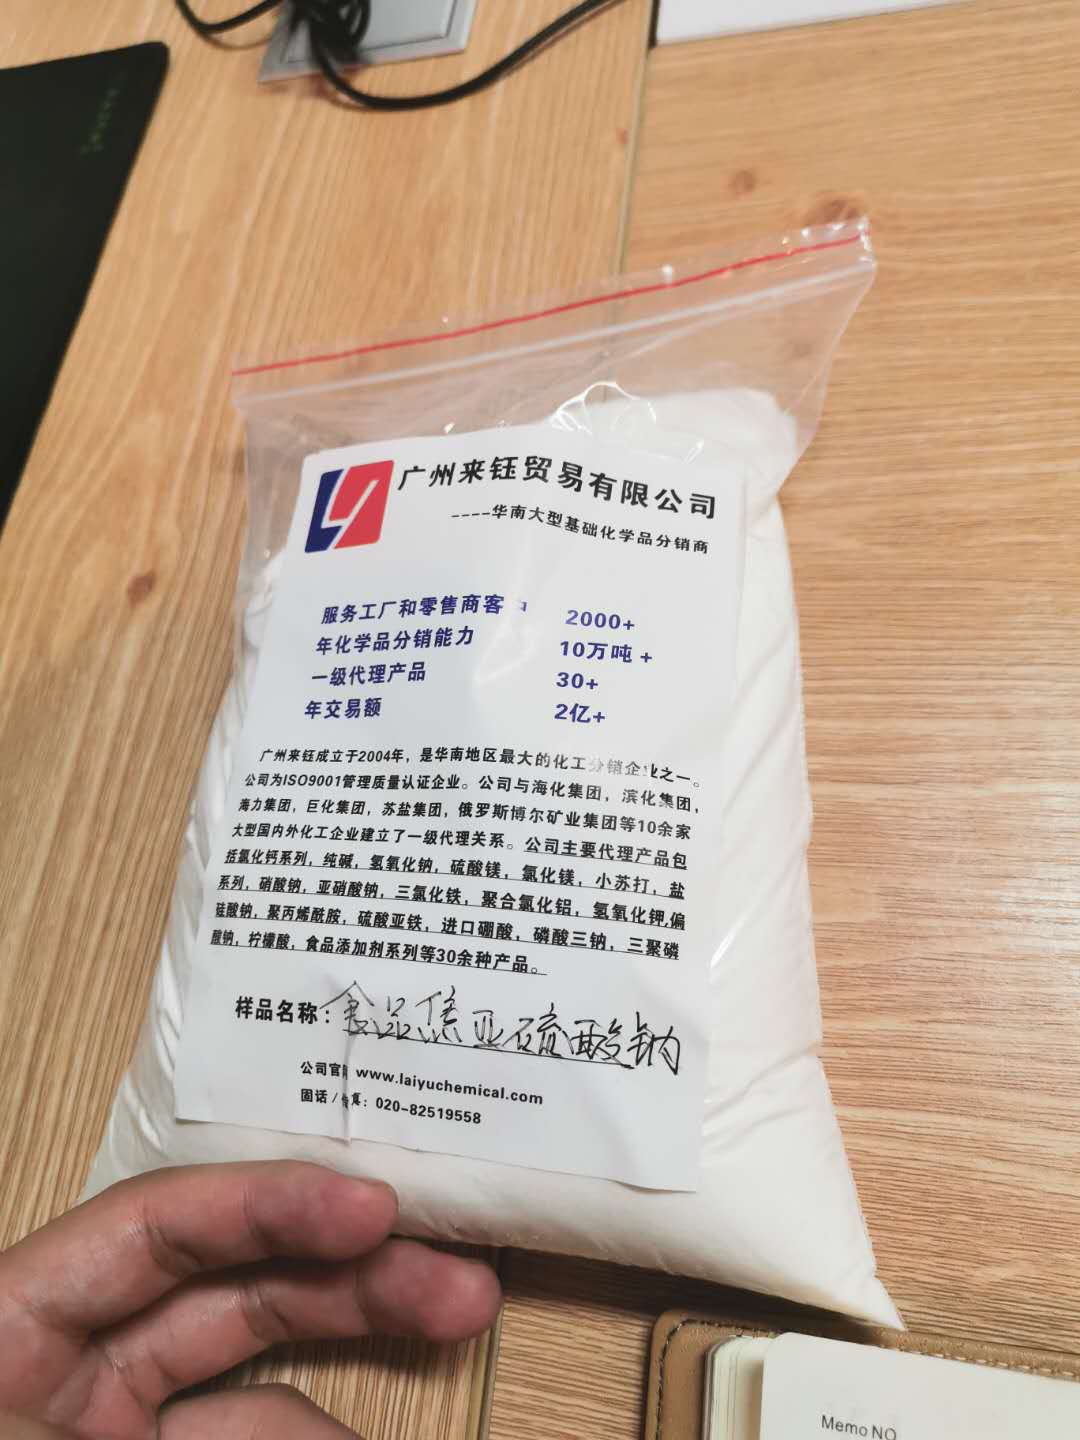 广州来钰贸易有限公司
----华南大型基础化学品分销商
服务工厂和零售商客户 2000+
年化学品分销能力 10万吨 +
一级代理产品 30+
年交易额 2亿+
广州来钰成立于2004年，是华南地区最大的化工分销企业之一。
公司为ISO9001管理质量认证企业。公司与海化集团，滨化集团，
海力集团，巨化集团，苏盐集团，俄罗斯博尔矿业集团等10余家
大型国内外化工企业建立了一级代理关系。公司主要代理产品包
括氯化钙系列，纯碱，氢氧化钠，硫酸镁，氯化镁，小苏打，盐
系列，硝酸钠，亚硝酸钠，三氯化铁，聚合氯化铝，氢氧化钾,偏
硅酸钠，聚丙烯酰胺，硫酸亚铁，进口硼酸，磷酸三钠，三聚磷
酸钠，柠檬酸，食品添加剂系列等30余种产品。
样品名称：食品焦亚硫酸钠
公司官 www.laiyuchemical.com
固话 / 传真：020-82519558
Memo NO